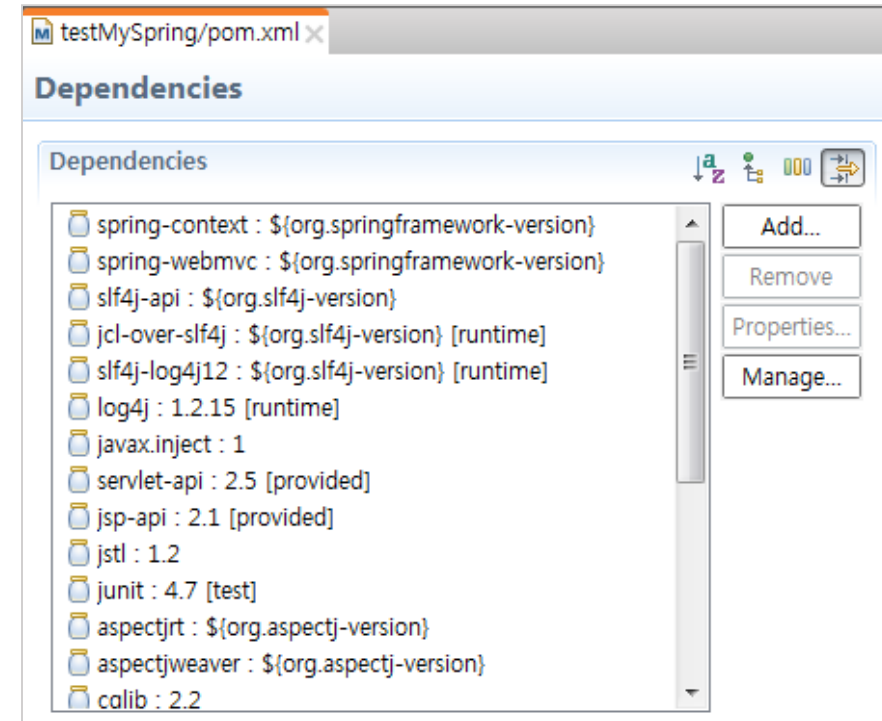 testMySpring/pom.xml
Dependencies
Dependencies
spring-context : ${org.springframework-version}
spring-webmvc : ${org.springframework-version}
slf4j-api : ${org.slf4j-version}
jcl-over-slf4j : ${org.slf4j-version} [runtime]
slf4j-log4j12 : ${org.slf4j-version} [runtime]
log4j : 1.2.15 [runtime]
javax.inject : 1
servlet-api : 2.5 [provided]
jsp-api : 2.1 [provided]
jstl : 1.2
junit : 4.7 [test]
aspectjrt : ${org.aspectj-version}
aspectjweaver : ${org.aspectj-version}
cglib : 2.2
Add...
Remove
Properties...
Manage...